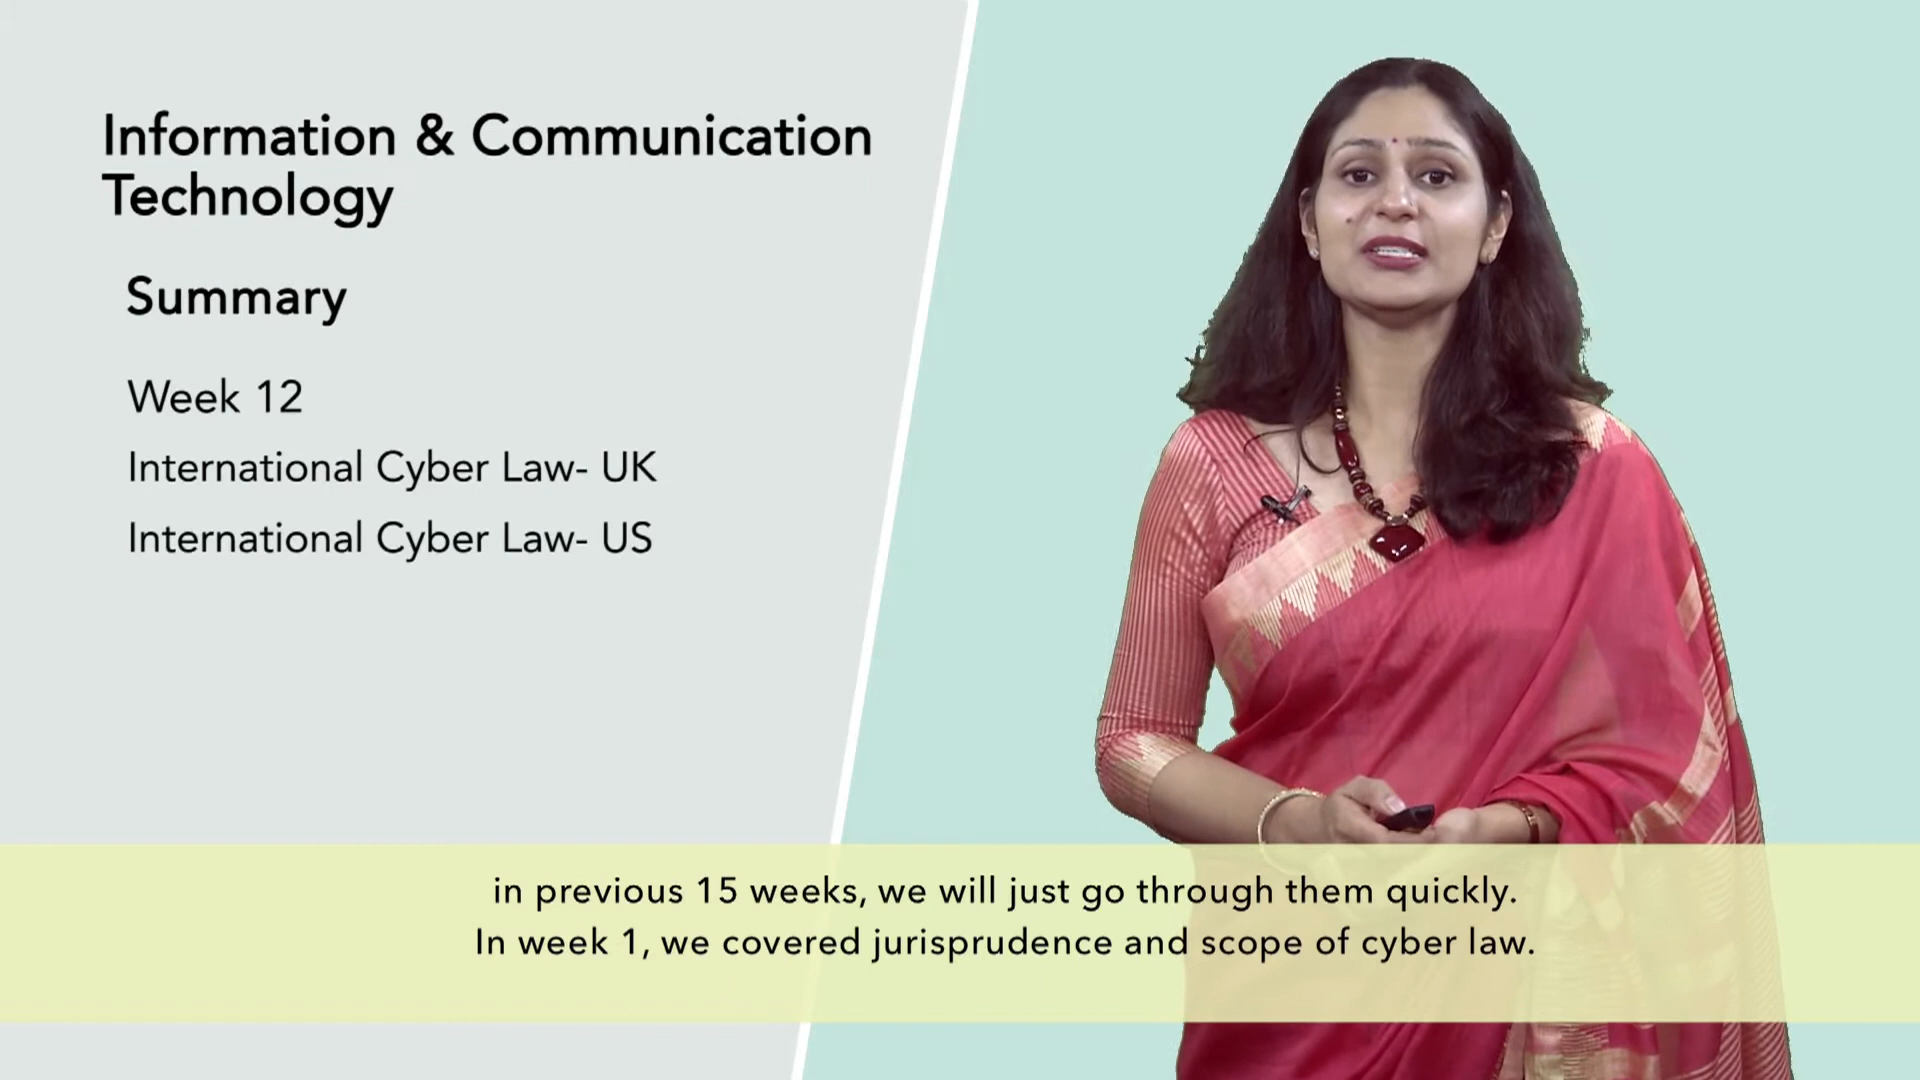 Information & Communication
Technology
Summary
Week 12
International Cyber Law- UK
International Cyber Law- US
in previous 15 weeks, we will just go through them quickly.
In week 1, we covered jurisprudence and scope of cyber law.